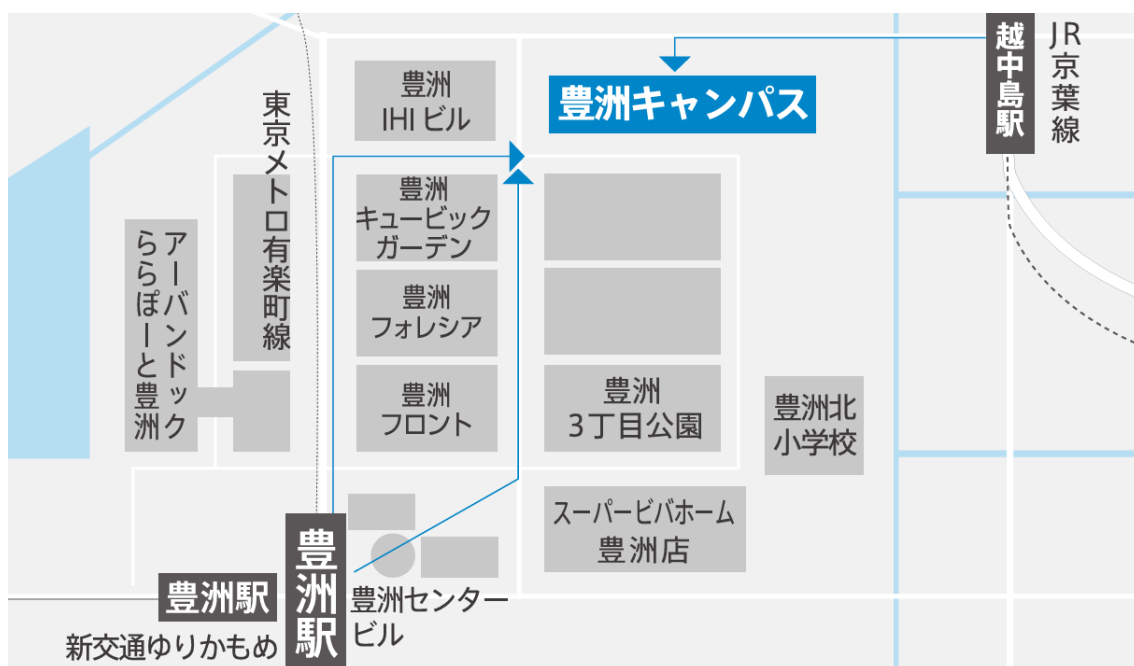 豊洲
IHIビル
豊洲キャンパス
越中島駅
JR京葉線
東京メトロ有楽町線
豊洲
キュービック
ガーデン
アーバンドック
ららぽーと豊洲
豊洲
フォレシア
豊洲
フロント
豊洲
3丁目公園
豊洲北
小学校
スーパービバホーム
豊洲店
豊洲駅
豊洲駅
豊洲センター
ビル
新交通ゆりかもめ